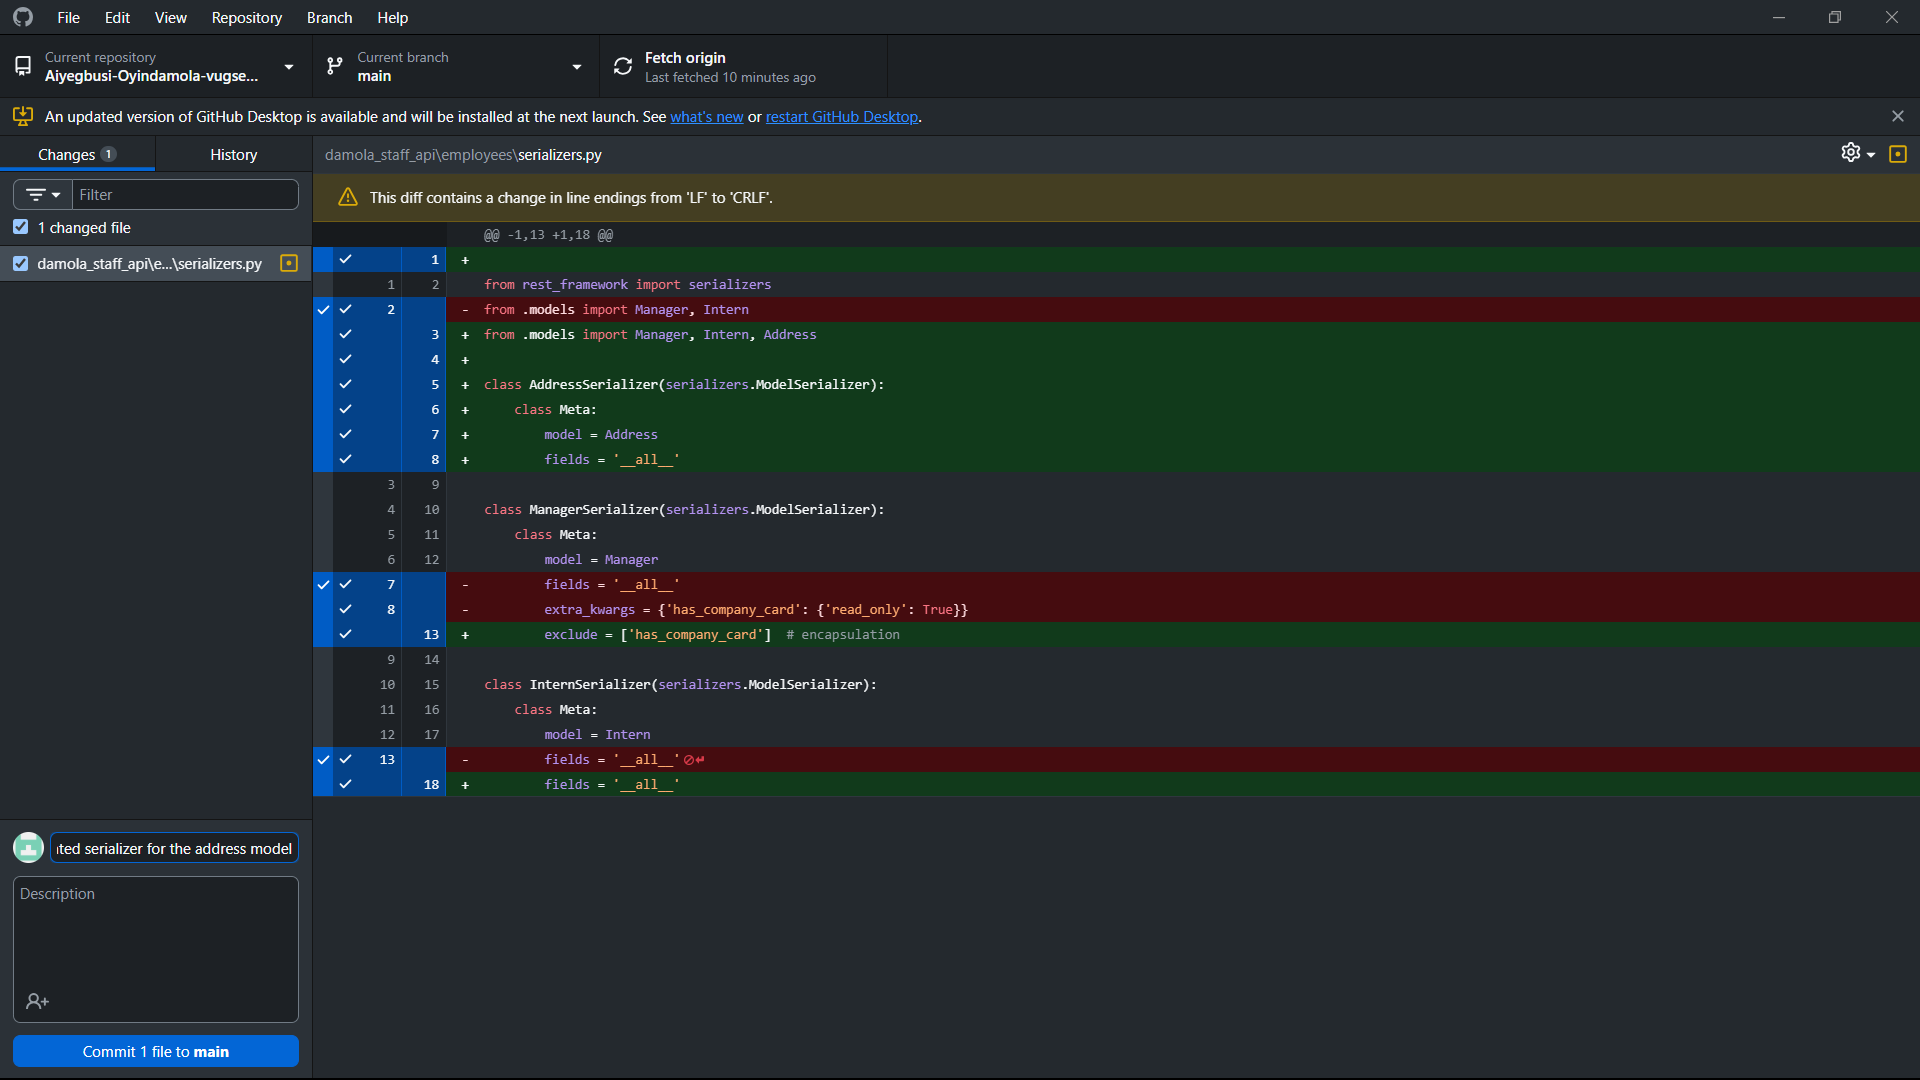 File Edit View Repository Branch Help
Current repository
Aiyegbusi-Oyindamola-vugse...
Current branch
main
Fetch origin
Last fetched 10 minutes ago
An updated version of GitHub Desktop is available and will be installed at the next launch. See what's new or restart GitHub Desktop.
Changes 1
History
Filter
1 changed file
damola_staff_api\e...\serializers.py
damola_staff_api\employees\serializers.py
This diff contains a change in line endings from 'LF' to 'CRLF'.
@@ -1,13 +1,18 @@
1 +
1 2 from rest_framework import serializers
2 - from .models import Manager, Intern
3 + from .models import Manager, Intern, Address
4 +
5 + class AddressSerializer(serializers.ModelSerializer):
6 +     class Meta:
7 +         model = Address
8 +         fields = '__all__'
3 9
4 10 class ManagerSerializer(serializers.ModelSerializer):
5 11     class Meta:
6 12         model = Manager
7 -         fields = '__all__'
8 -         extra_kwargs = {'has_company_card': {'read_only': True}}
13 +         exclude = ['has_company_card']  # encapsulation
9 14
10 15 class InternSerializer(serializers.ModelSerializer):
11 16     class Meta:
12 17         model = Intern
13 -         fields = '__all__'
18 +         fields = '__all__'
ted serializer for the address model
Description
Commit 1 file to main